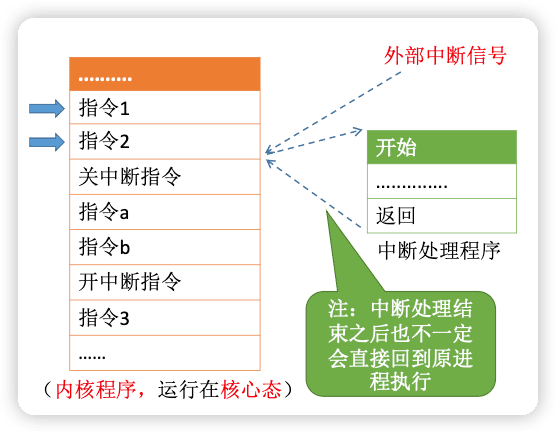 外部中断信号
..........
指令1
指令2
关中断指令
指令a
指令b
开中断指令
指令3
......
开始
..............
返回
中断处理程序
注：中断处理结
束之后也不一定
会直接回到原进
程执行
（内核程序，运行在核心态）